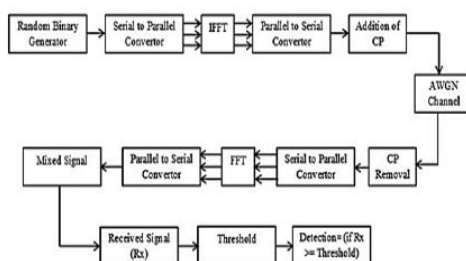 Random Binary
Generator
Serial to Parallel
Convertor
IFFT
Parallel to Serial
Convertor
Addition of
CP
AWGN
Channel
CP
Removal
Serial to Parallel
Convertor
FFT
Parallel to Serial
Convertor
Mixed Signal
Received Signal
(Rx)
Threshold
Detection= (if Rx
>= Threshold)